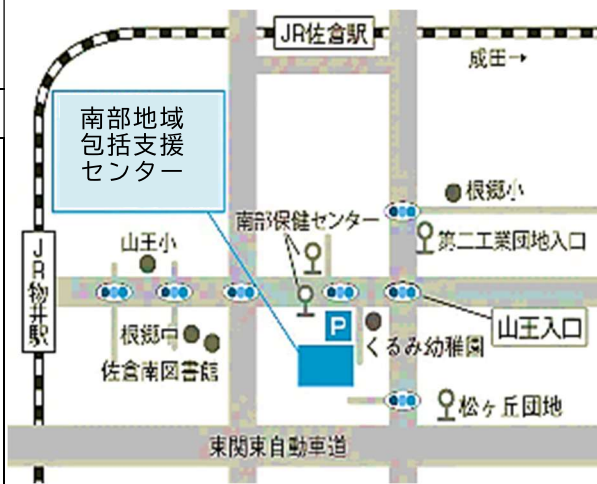 JR佐倉駅
成田→
南部地域
包括支援
センター
根郷小
南部保健センター
山王小
第二工業団地入口
JR物井駅
P
山王入口
根郷中
くるみ幼稚園
佐倉南図書館
松ヶ丘団地
東関東自動車道